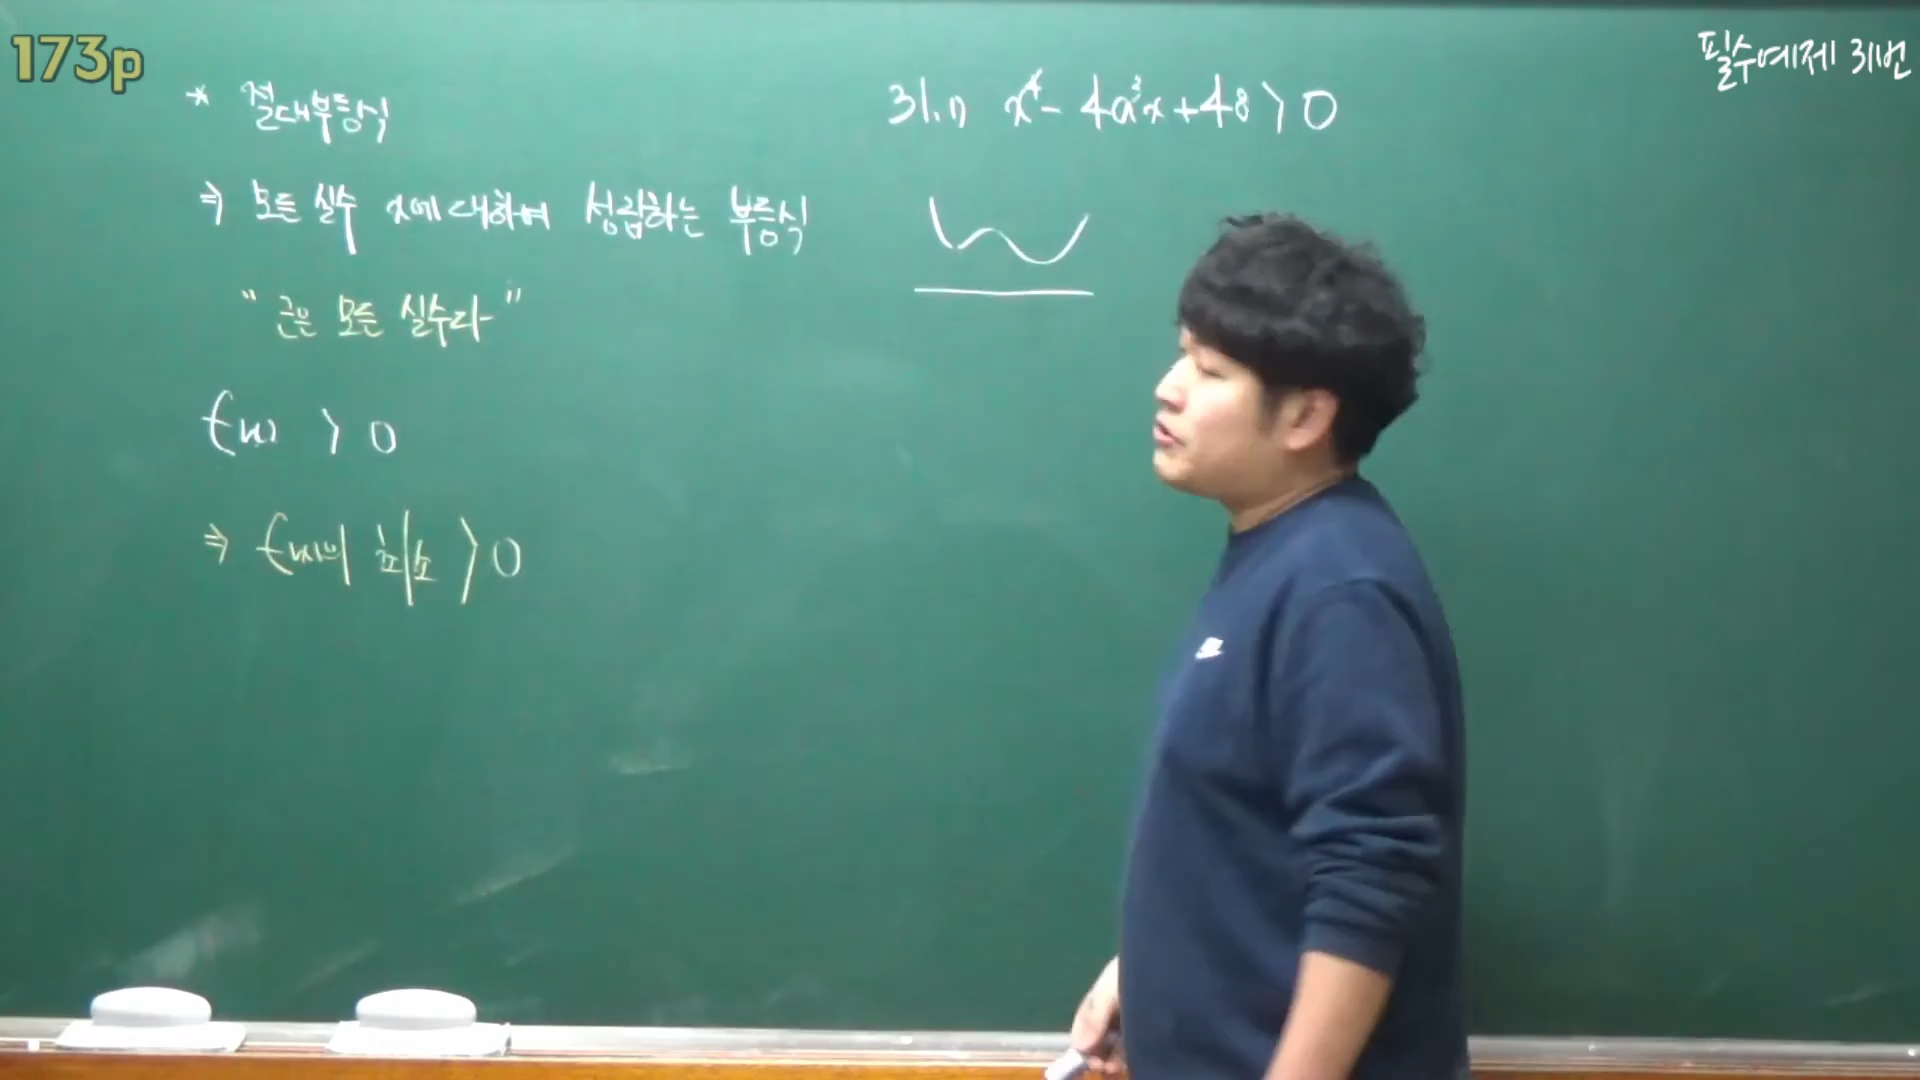 173p
필수예제 31번
* 절대부등식
⇒ 모든 실수 x에 대하여 성립하는 부등식
"근은 모든 실수다"
f(x) > 0
⇒ f(x)의 최소 > 0
31.1) x⁴ - 4a³x + 48 > 0